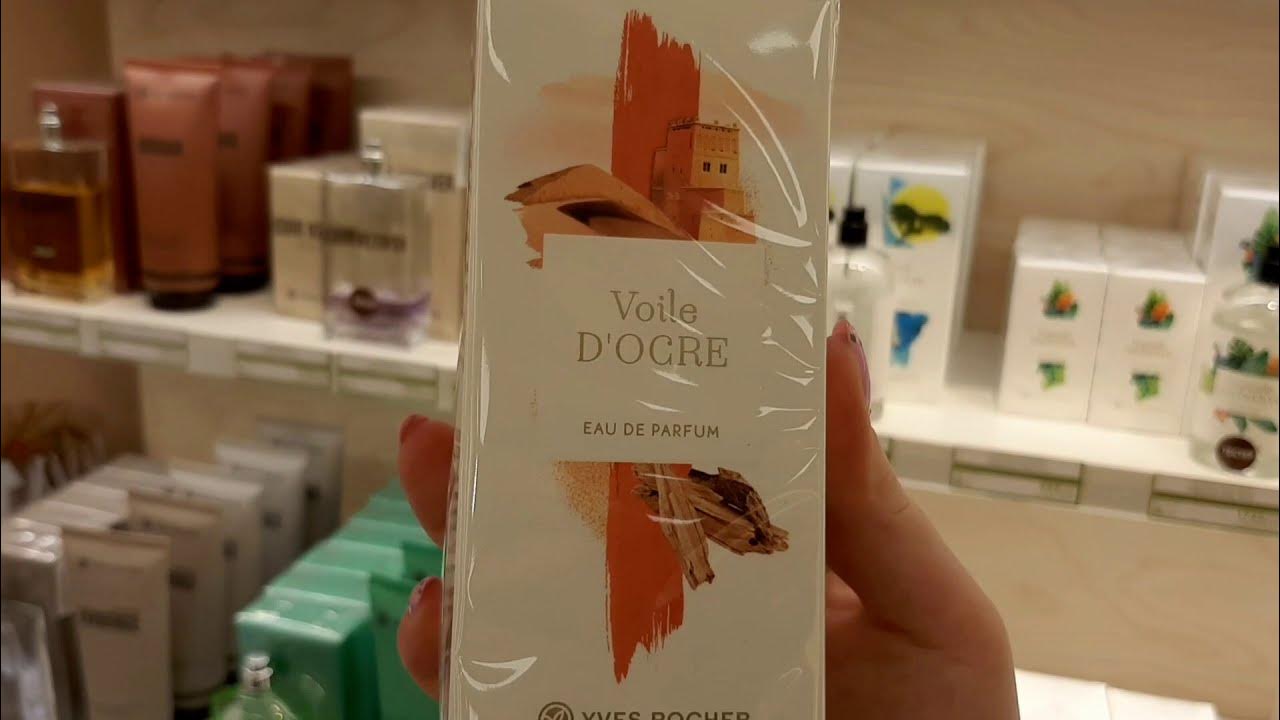 Voile
D'OCRE
EAU DE PARFUM
YVES ROCHER